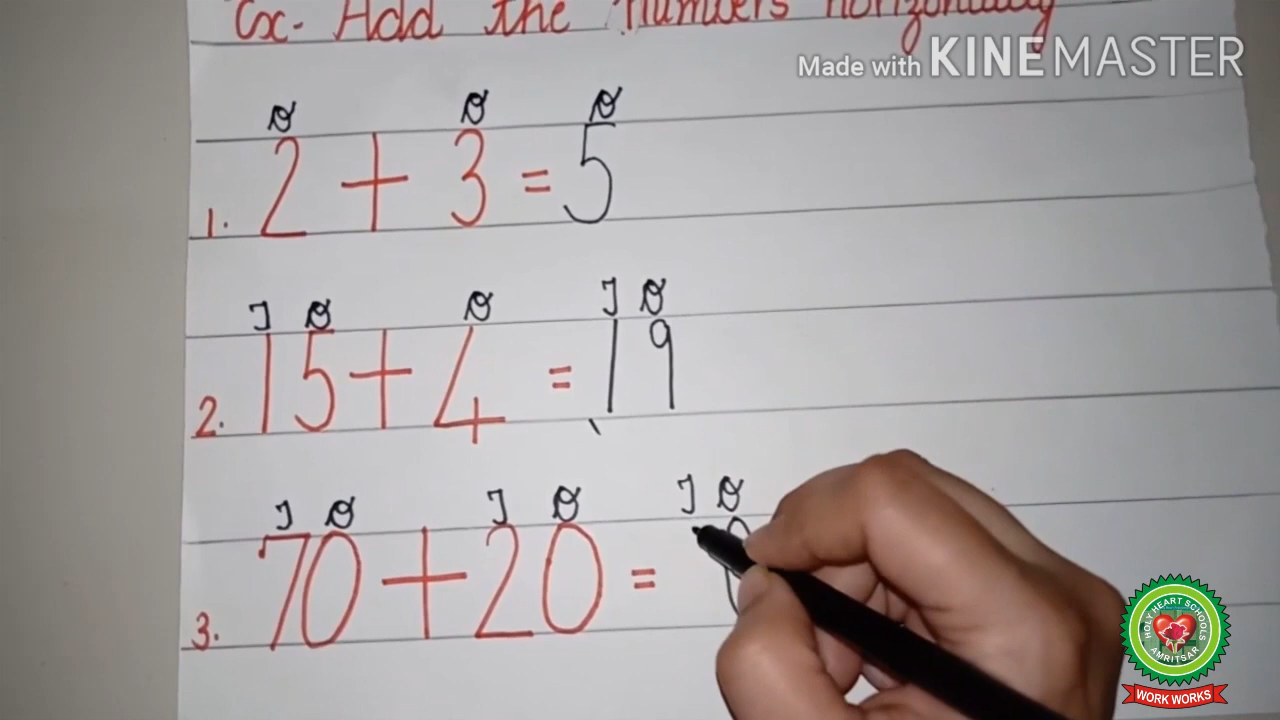 Ex- Add the numbers horizontally
Made with KINEMASTER
O O O
1. 2 + 3 = 5
T O O T O
2. 15 + 4 = 19
T O T O T O
3. 70 + 20 =
HOLY HEART SCHOOLS
AMRITSAR
WORK WORKS